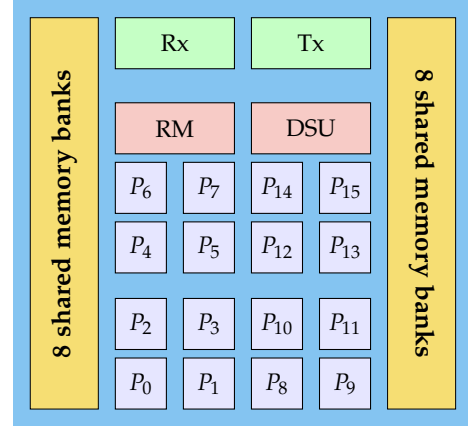 8 shared memory banks
Rx Tx
RM DSU
P₆ P₇ P₁₄ P₁₅
P₄ P₅ P₁₂ P₁₃
P₂ P₃ P₁₀ P₁₁
P₀ P₁ P₈ P₉
8 shared memory banks